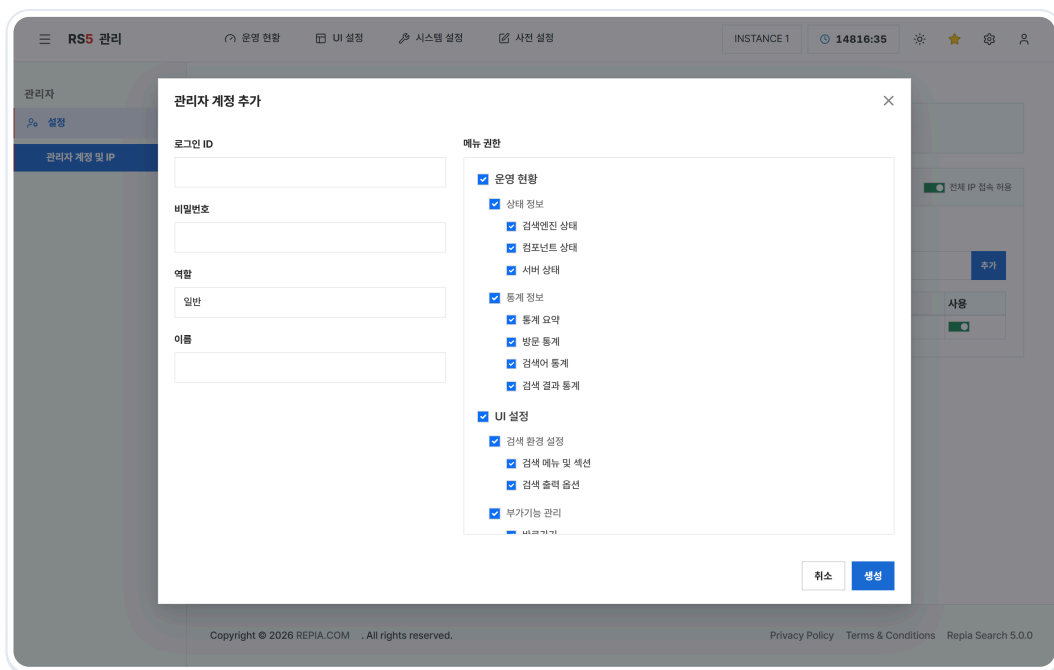 RS5 관리
운영 현황
UI 설정
시스템 설정
사전 설정
INSTANCE 1
14816:35
관리자
설정
관리자 계정 및 IP
관리자 계정 추가
로그인 ID
비밀번호
역할
일반
이름
메뉴 권한
운영 현황
상태 정보
검색엔진 상태
컴포넌트 상태
서버 상태
통계 정보
통계 요약
방문 통계
검색어 통계
검색 결과 통계
UI 설정
검색 환경 설정
검색 메뉴 및 섹션
검색 출력 옵션
부가기능 관리
취소
생성
전체 IP 접속 허용
추가
사용
Copyright © 2026 REPIA.COM . All rights reserved.
Privacy Policy Terms & Conditions Repia Search 5.0.0